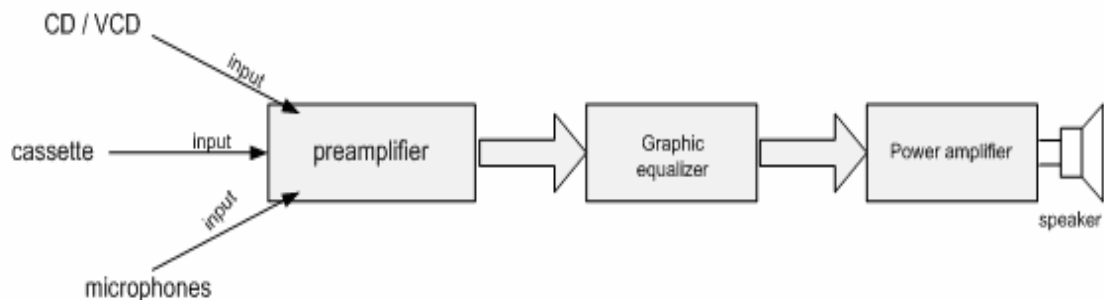 CD / VCD
input
cassette
input
preamplifier
Graphic
equalizer
Power amplifier
speaker
input
microphones